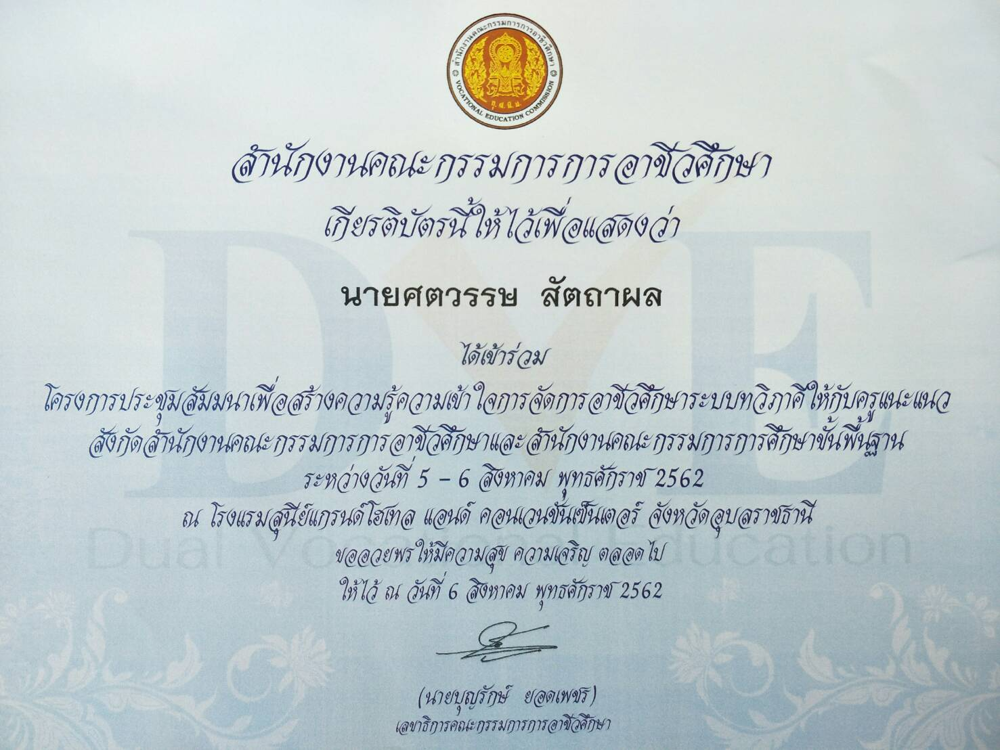 สำนักงานคณะกรรมการการอาชีวศึกษา
VOCATIONAL EDUCATION COMMISSION
สำนักงานคณะกรรมการการอาชีวศึกษา
เกียรติบัตรนี้ให้ไว้เพื่อแสดงว่า
นายศตวรรษ สัตถาผล
ได้เข้าร่วม
โครงการประชุมสัมมนาเพื่อสร้างความรู้ความเข้าใจการจัดการอาชีวศึกษาระบบทวิภาคีให้กับครูแนะแนว
สังกัดสำนักงานคณะกรรมการการอาชีวศึกษาและสำนักงานคณะกรรมการการศึกษาขั้นพื้นฐาน
ระหว่างวันที่ 5 - 6 สิงหาคม พุทธศักราช 2562
ณ โรงแรมสุนีย์แกรนด์โฮเทล แอนด์ คอนเวนชั่นเซ็นเตอร์ จังหวัดอุบลราชธานี
ขออวยพรให้มีความสุข ความเจริญ ตลอดไป
ให้ไว้ ณ วันที่ 6 สิงหาคม พุทธศักราช 2562
(นายบุญรักษ์ ยอดเพชร)
เลขาธิการคณะกรรมการการอาชีวศึกษา
DVE
Dual Vocational Education